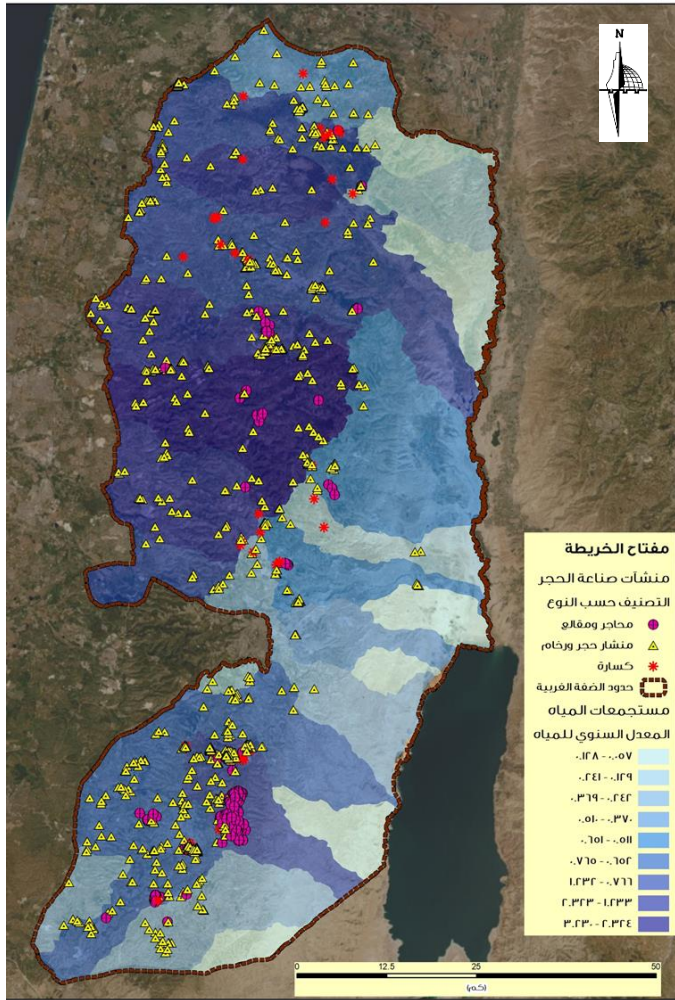 N
مفتاح الخريطة
منشآت صناعة الحجر
التصنيف حسب النوع
محاجر ومقالع
منشار حجر ورخام
كسارة
حدود الضفة الغربية
مستجمعات المياه
المعدل السنوي للمياه
٠.٠٥٧ - ٠.١٢٨
٠.١٢٩ - ٠.٢٤١
٠.٢٤٢ - ٠.٣٦٩
٠.٣٧٠ - ٠.٥١٠
٠.٥١١ - ٠.٦٥١
٠.٦٥٢ - ٠.٧٦٥
٠.٧٦٦ - ١.٢٣٢
١.٢٣٣ - ٢.٣٢٣
٢.٣٢٤ - ٣.٢٣٠
0 12.5 25 50
(كم)